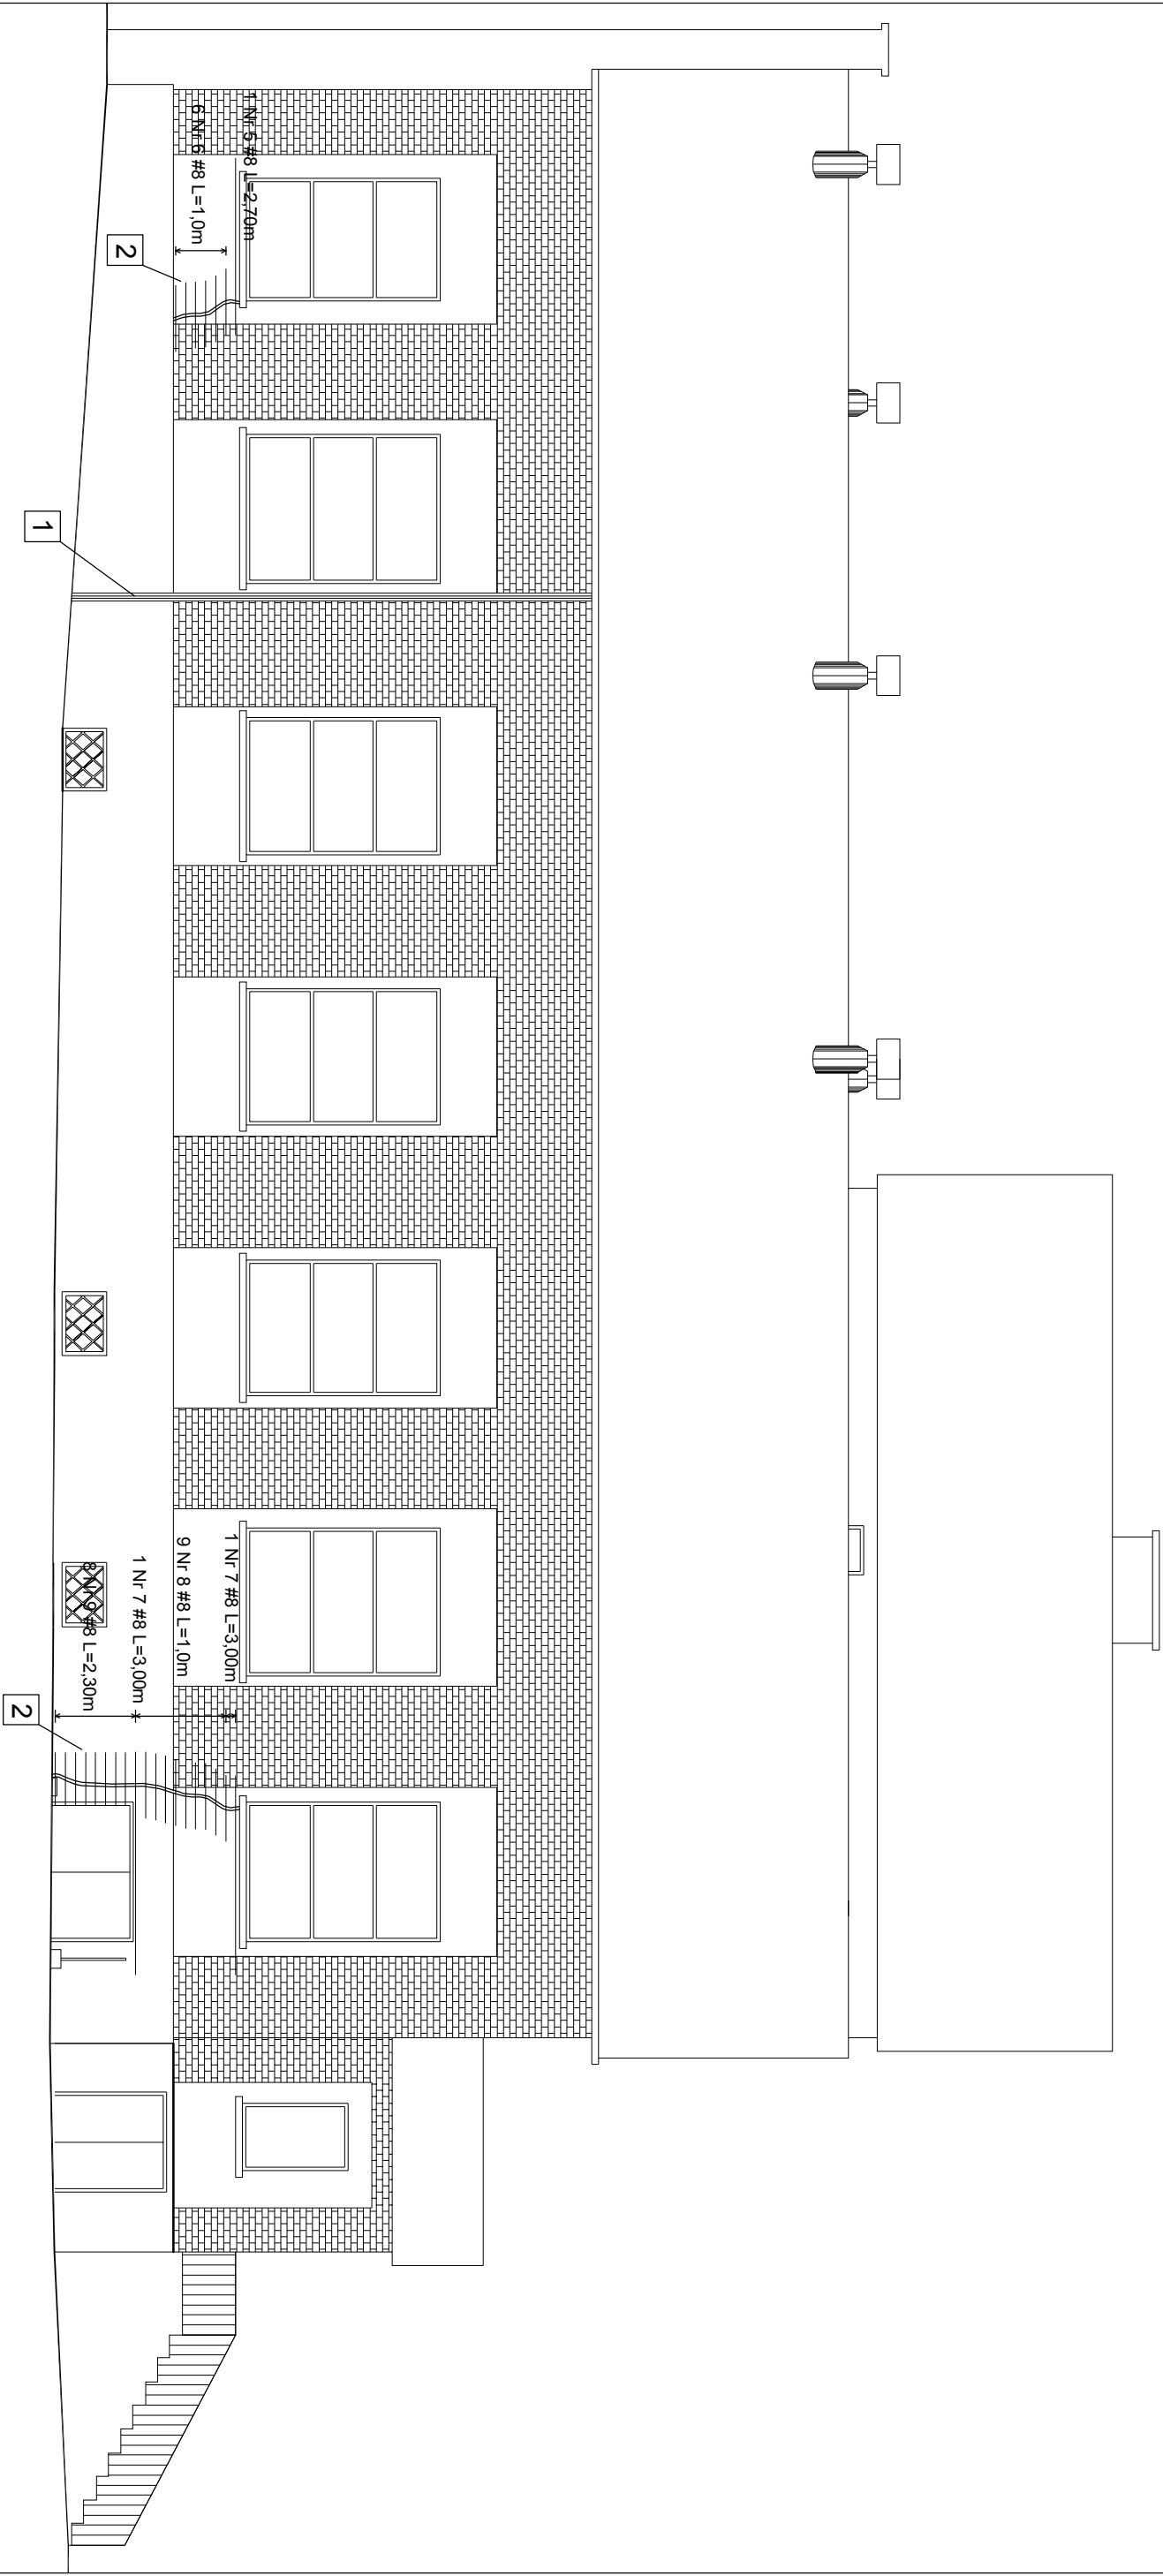 1 Nr 5 #8 L=2,70m
6 Nr 6 #8 L=1,0m
2
1
1 Nr 7 #8 L=3,00m
9 Nr 8 #8 L=1,0m
1 Nr 7 #8 L=3,00m
8 Nr 9 #8 L=2,30m
2